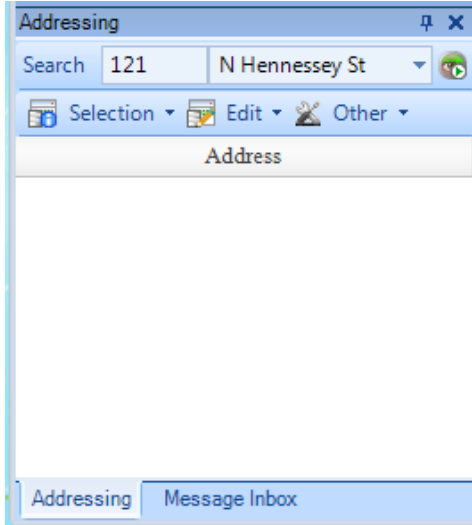 Addressing
Search 121 N Hennessey St
Selection Edit Other
Address
Addressing Message Inbox